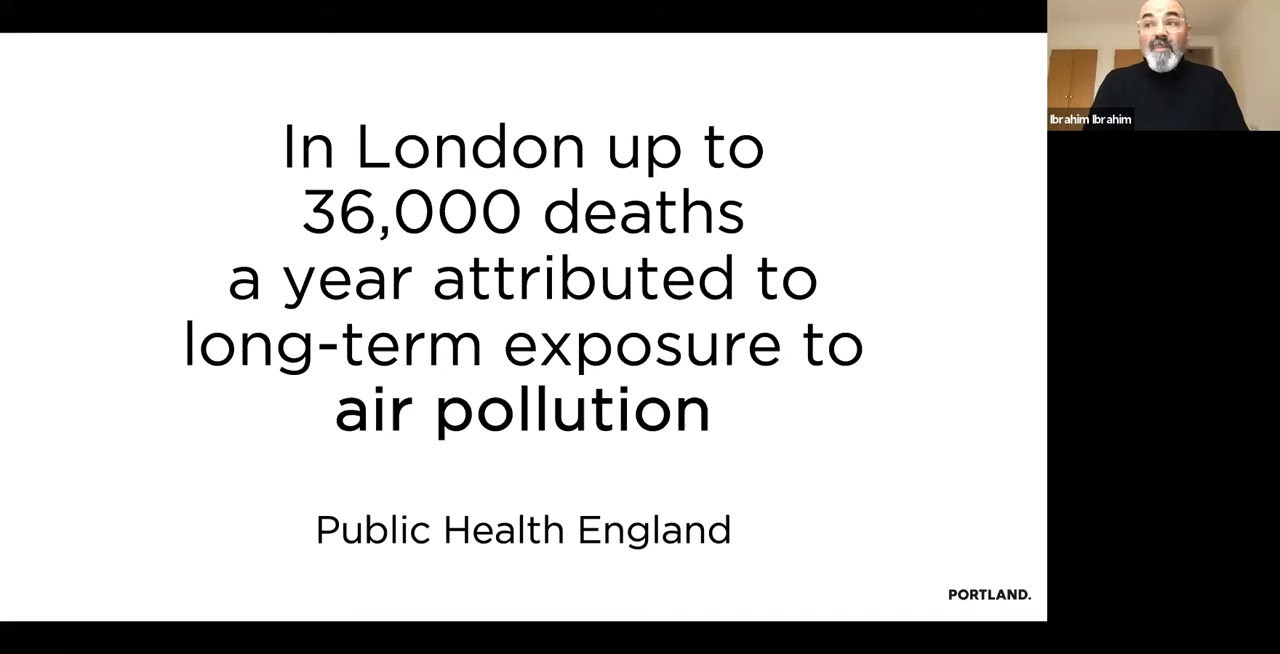 In London up to
36,000 deaths
a year attributed to
long-term exposure to
air pollution
Public Health England
PORTLAND.
Ibrahim Ibrahim